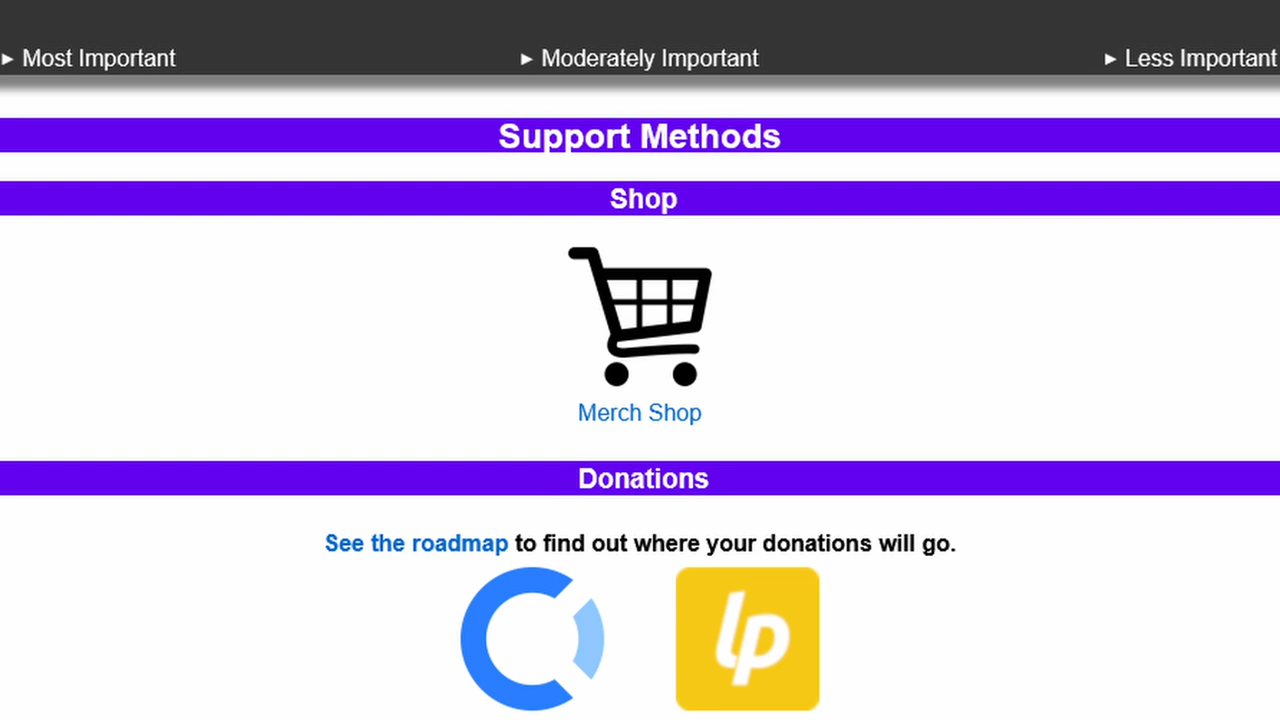 Most Important
Moderately Important
Less Important
Support Methods
Shop
Merch Shop
Donations
See the roadmap to find out where your donations will go.
lp